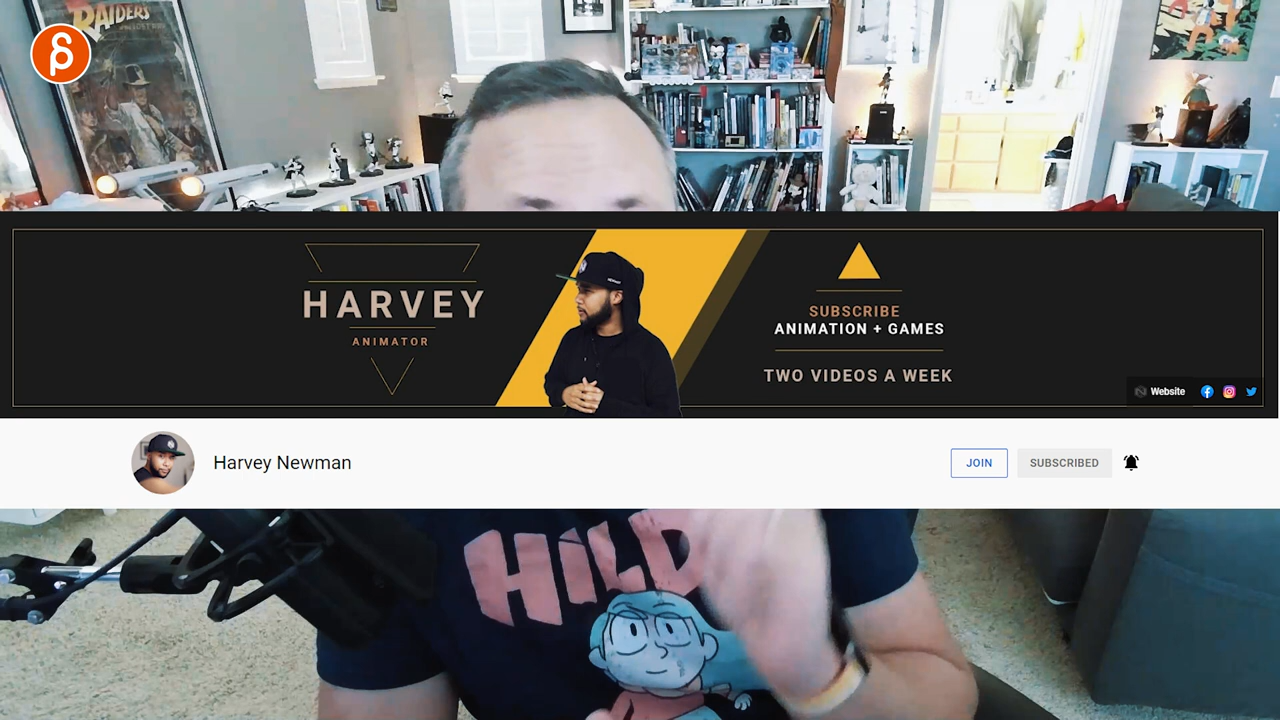 RAIDERS
HARVEY
ANIMATOR
SUBSCRIBE
ANIMATION + GAMES
TWO VIDEOS A WEEK
Website
Harvey Newman
JOIN
SUBSCRIBED
HILD